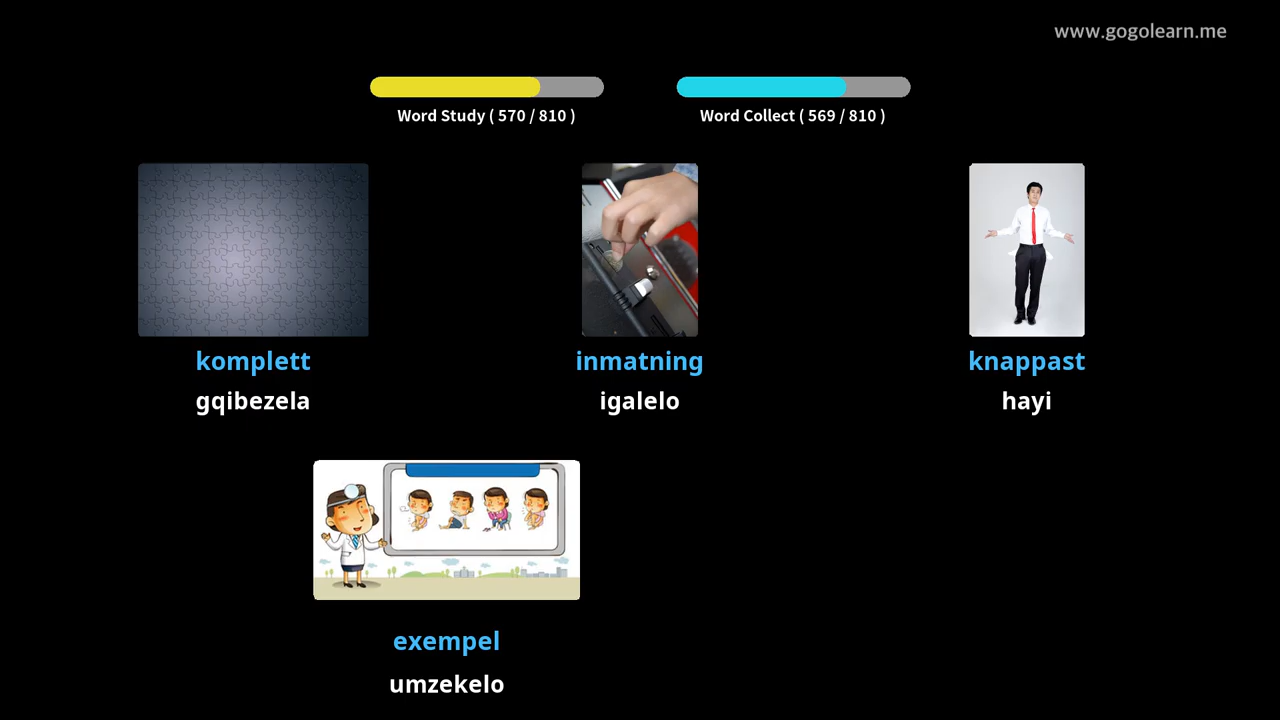 www.gogolearn.me
Word Study ( 570 / 810 )
Word Collect ( 569 / 810 )
komplett
inmatning
knappast
gqibezela
igalelo
hayi
exempel
umzekelo